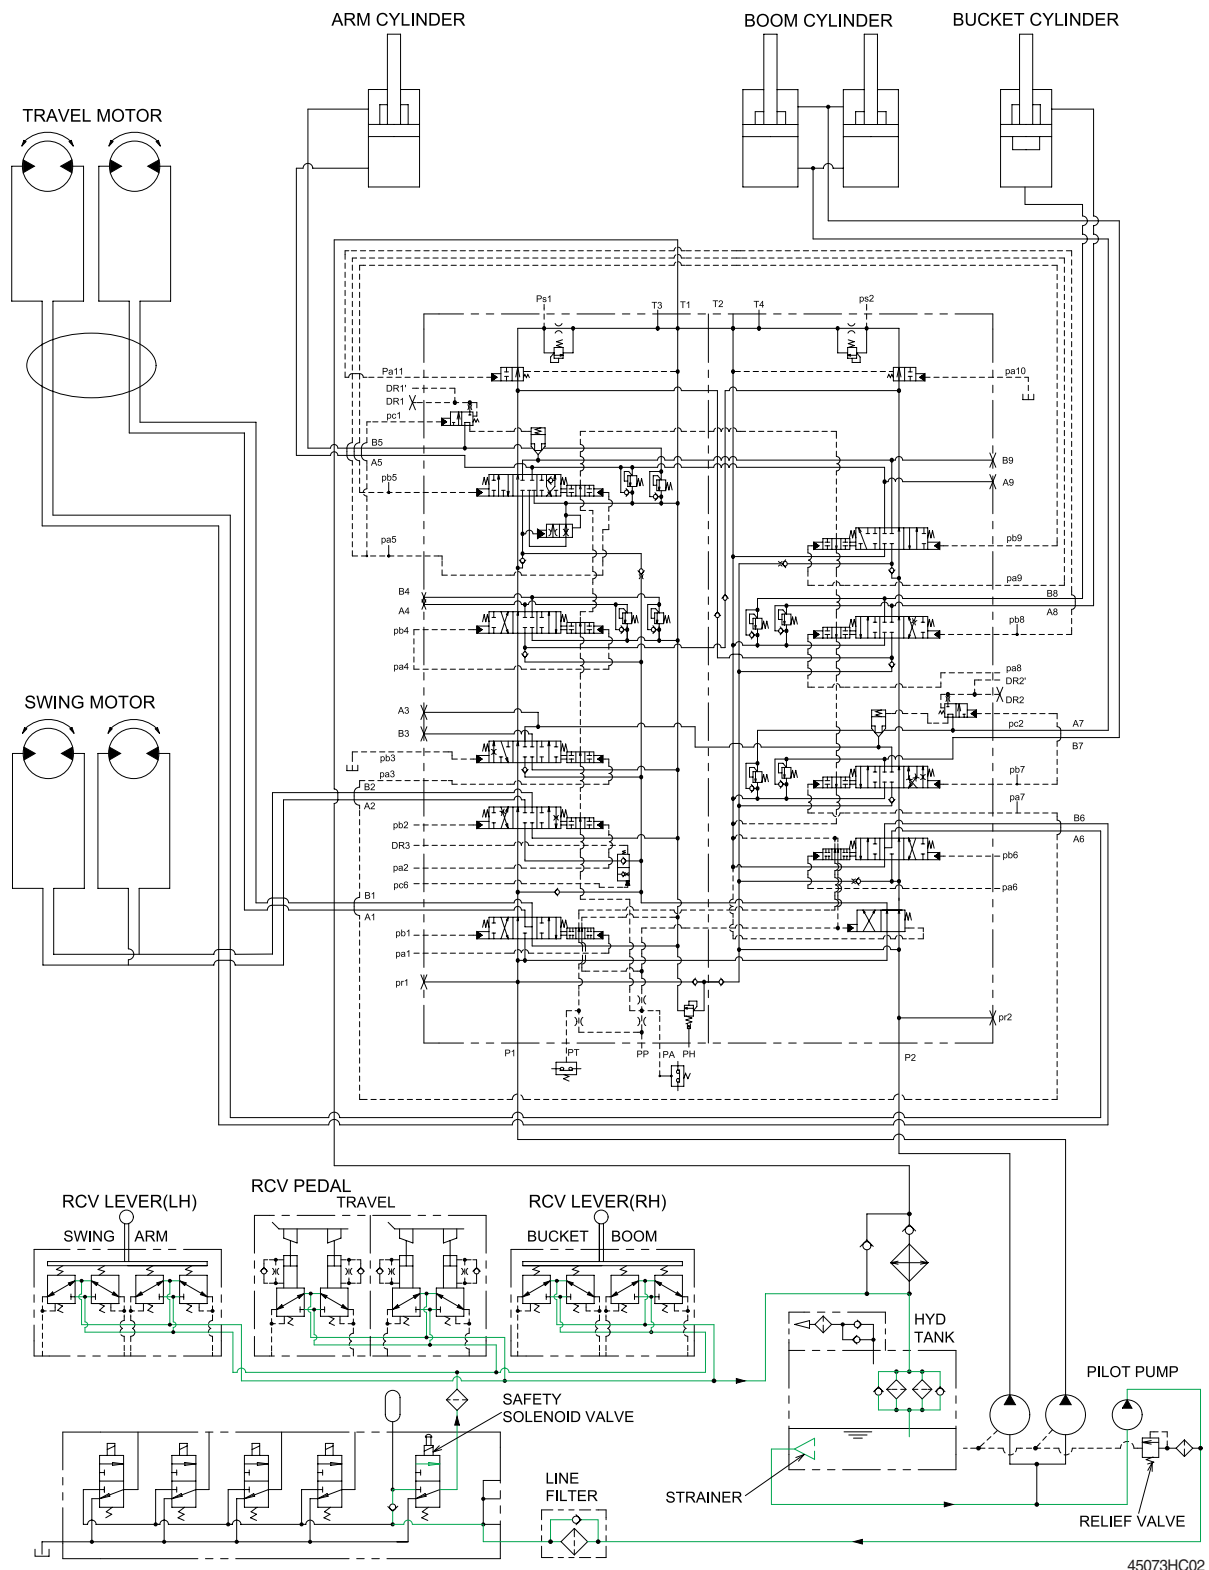 ARM CYLINDER
BOOM CYLINDER
BUCKET CYLINDER
TRAVEL MOTOR
Ps1
T3
T1
T2
T4
ps2
Pa11
pa10
DR1'
DR1
pc1
B5
A5
B9
A9
pb5
pa5
pb9
pa9
B4
A4
B8
A8
pb4
pb8
pa4
pa8
DR2'
DR2
SWING MOTOR
A3
B3
pc2
A7
B7
pb3
pa3
pb7
B2
A2
pa7
B6
A6
pb2
DR3
pb6
pa2
pc6
pa6
B1
A1
pb1
pa1
pr1
pr2
P1
PT
PP
PA
PH
P2
RCV LEVER(LH)
SWING
ARM
RCV PEDAL
TRAVEL
RCV LEVER(RH)
BUCKET
BOOM
HYD
TANK
PILOT PUMP
SAFETY
SOLENOID VALVE
LINE
FILTER
STRAINER
RELIEF VALVE
45073HC02